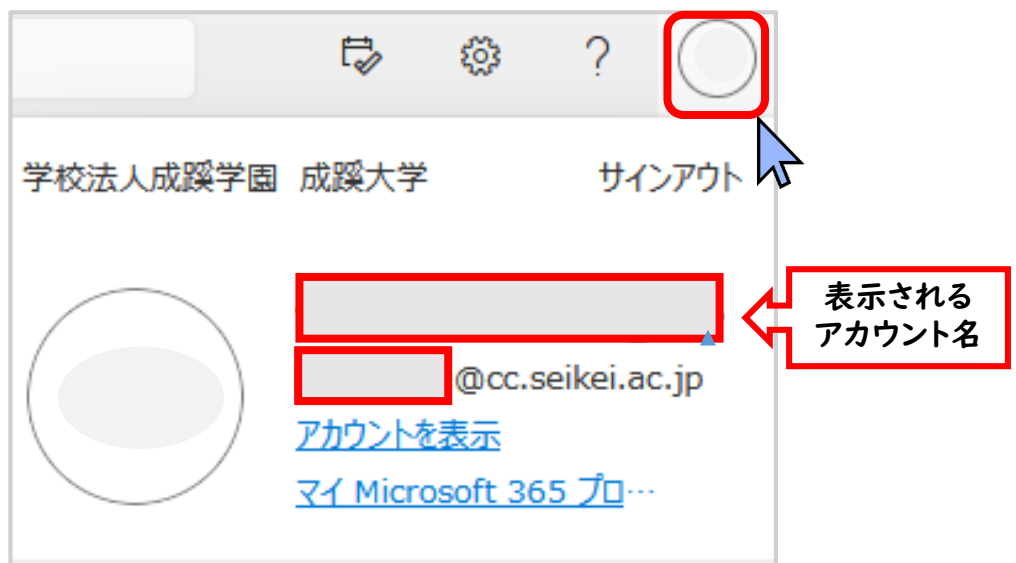 ?
学校法人成蹊学園 成蹊大学 サインアウト
表示される
アカウント名
@cc.seikei.ac.jp
アカウントを表示
マイ Microsoft 365 プロ…